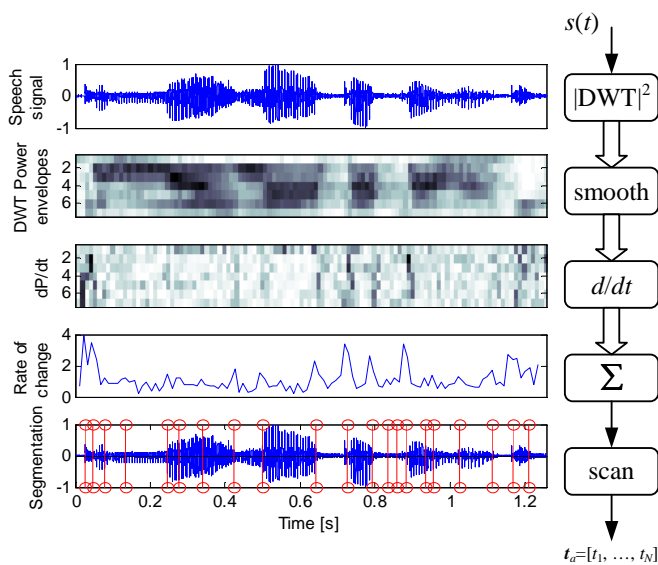 s(t)
Speech signal
1
0
-1
|DWT|²
DWT Power envelopes
2
4
6
smooth
dP/dt
2
4
6
d/dt
Rate of change
4
2
0
Σ
Segmentation
1
0
-1
scan
0 0.2 0.4 0.6 0.8 1 1.2
Time [s]
tₐ=[t₁, …, t_N]